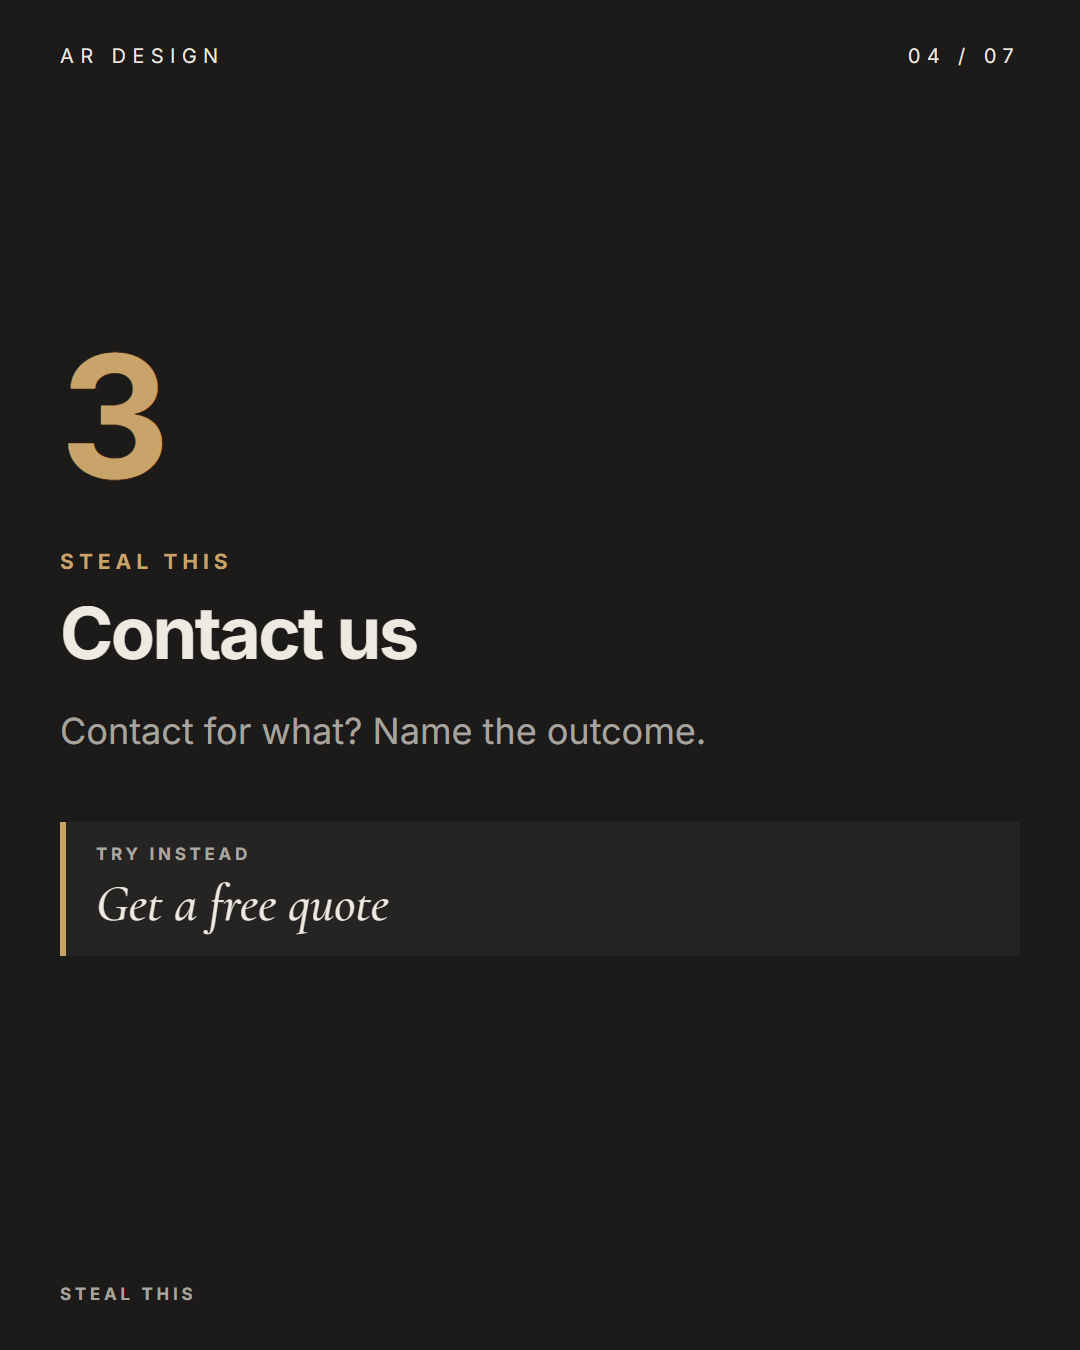 AR DESIGN
04 / 07
3
STEAL THIS
Contact us
Contact for what? Name the outcome.
TRY INSTEAD
Get a free quote
STEAL THIS